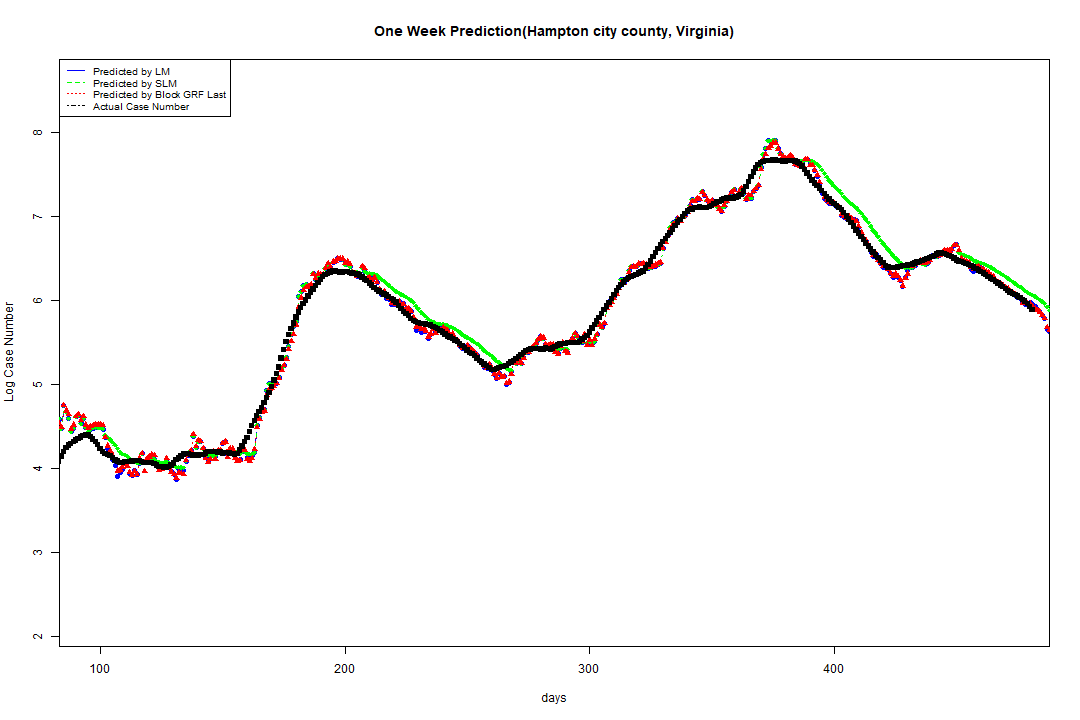 One Week Prediction(Hampton city county, Virginia)
Predicted by LM
Predicted by SLM
Predicted by Block GRF Last
Actual Case Number
8
7
6
5
4
3
2
Log Case Number
100 200 300 400
days